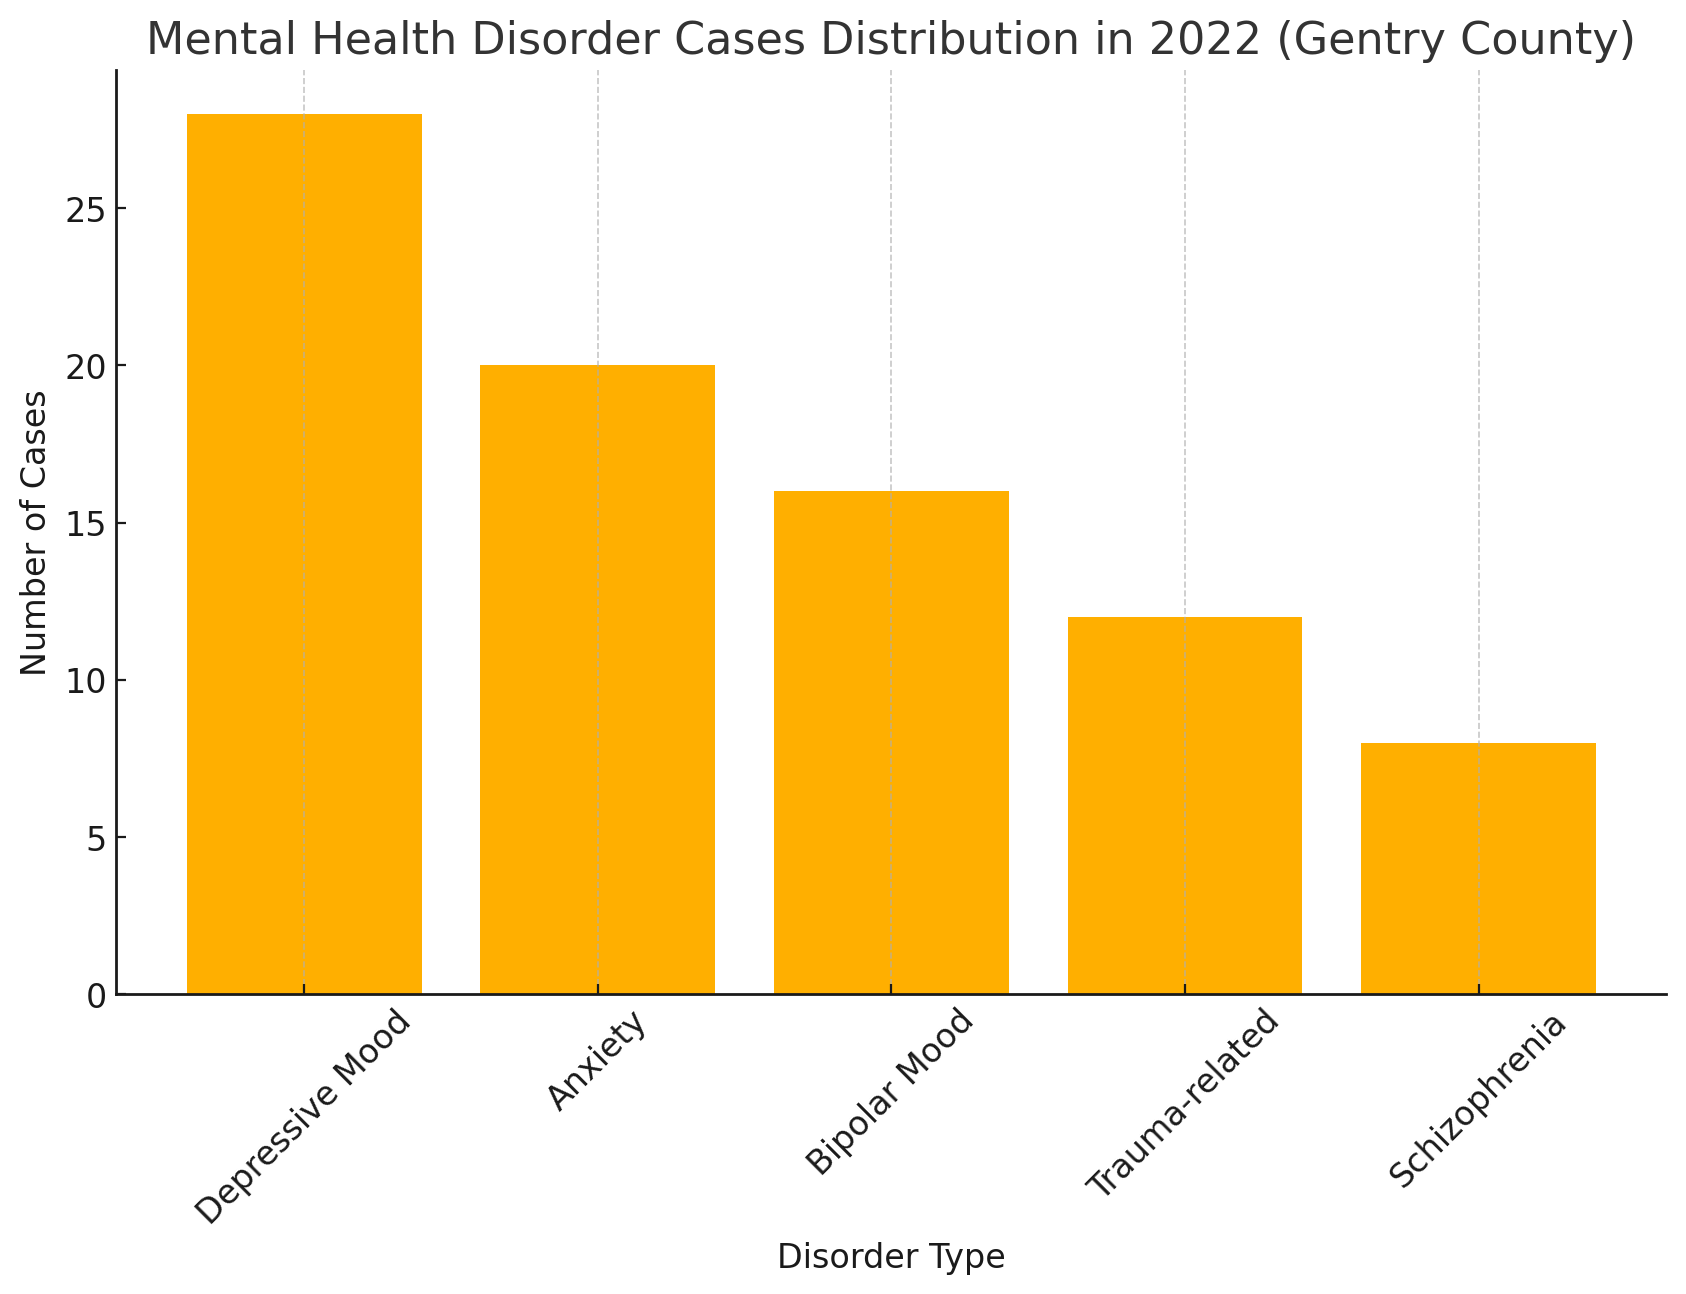 Mental Health Disorder Cases Distribution in 2022 (Gentry County)
Number of Cases
25
20
15
10
5
0
Depressive Mood
Anxiety
Bipolar Mood
Trauma-related
Schizophrenia
Disorder Type